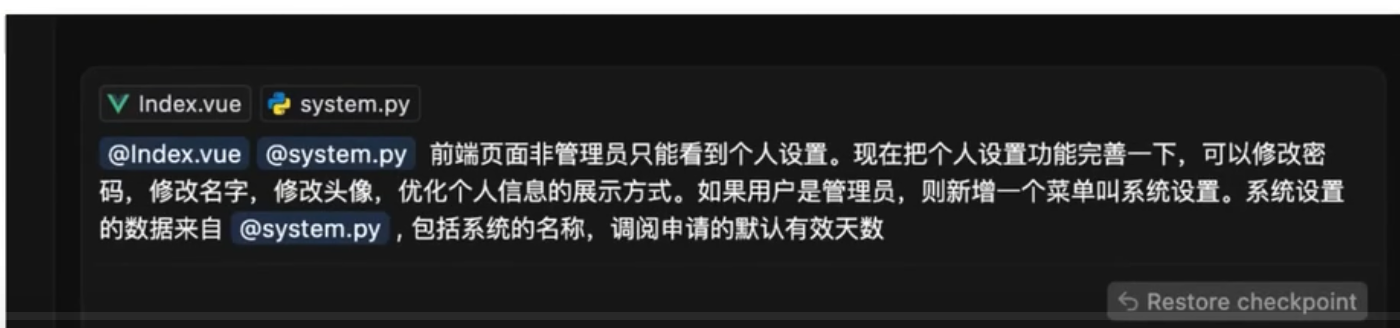 Index.vue system.py
@Index.vue @system.py 前端页面非管理员只能看到个人设置。现在把个人设置功能完善一下，可以修改密
码，修改名字，修改头像，优化个人信息的展示方式。如果用户是管理员，则新增一个菜单叫系统设置。系统设置
的数据来自 @system.py , 包括系统的名称，调阅申请的默认有效天数
Restore checkpoint